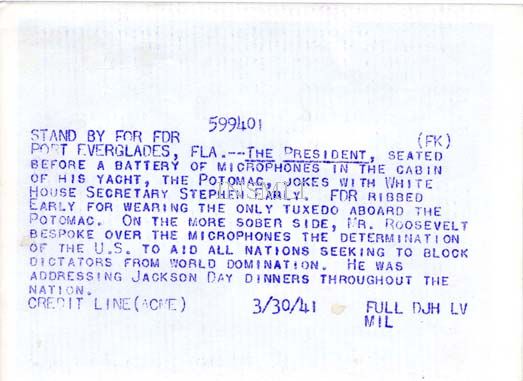 599401
STAND BY FOR FDR (FK)
PORT EVERGLADES, FLA.--THE PRESIDENT, SEATED
BEFORE A BATTERY OF MICROPHONES IN THE CABIN
OF HIS YACHT, THE POTOMAC, JOKES WITH WHITE
HOUSE SECRETARY STEPHEN EARLY. FDR RIBBED
EARLY FOR WEARING THE ONLY TUXEDO ABOARD THE
POTOMAC. ON THE MORE SOBER SIDE, MR. ROOSEVELT
BESPOKE OVER THE MICROPHONES THE DETERMINATION
OF THE U.S. TO AID ALL NATIONS SEEKING TO BLOCK
DICTATORS FROM WORLD DOMINATION. HE WAS
ADDRESSING JACKSON DAY DINNERS THROUGHOUT THE
NATION.
CREDIT LINE(ACME) 3/30/41 FULL DJH LV
MIL